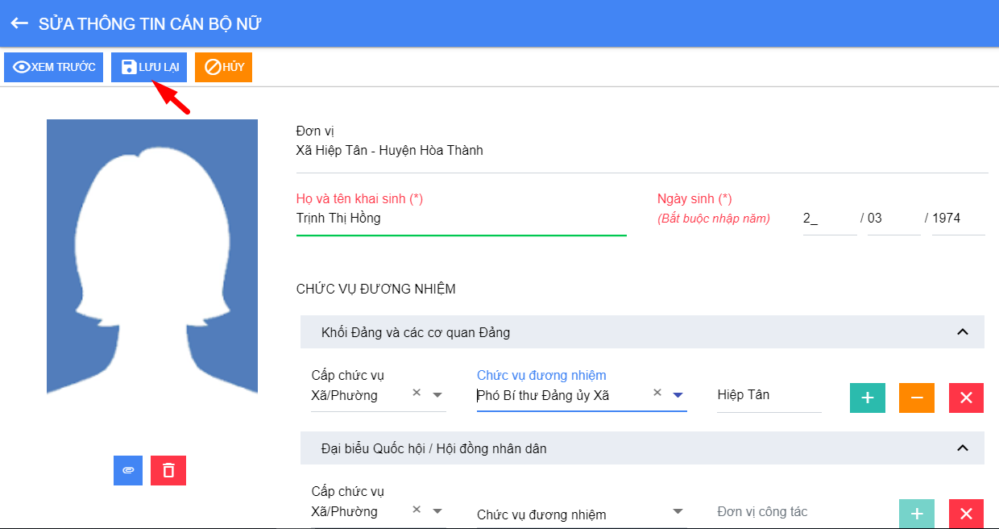 SỬA THÔNG TIN CÁN BỘ NỮ
XEM TRƯỚC LƯU LẠI HỦY
Đơn vị
Xã Hiệp Tân - Huyện Hòa Thành
Họ và tên khai sinh (*) Ngày sinh (*)
Trịnh Thị Hồng (Bắt buộc nhập năm) 2_ / 03 / 1974
CHỨC VỤ ĐƯƠNG NHIỆM
Khối Đảng và các cơ quan Đảng
Cấp chức vụ Chức vụ đương nhiệm
Xã/Phường Phó Bí thư Đảng ủy Xã Hiệp Tân
Đại biểu Quốc hội / Hội đồng nhân dân
Cấp chức vụ
Xã/Phường Chức vụ đương nhiệm Đơn vị công tác